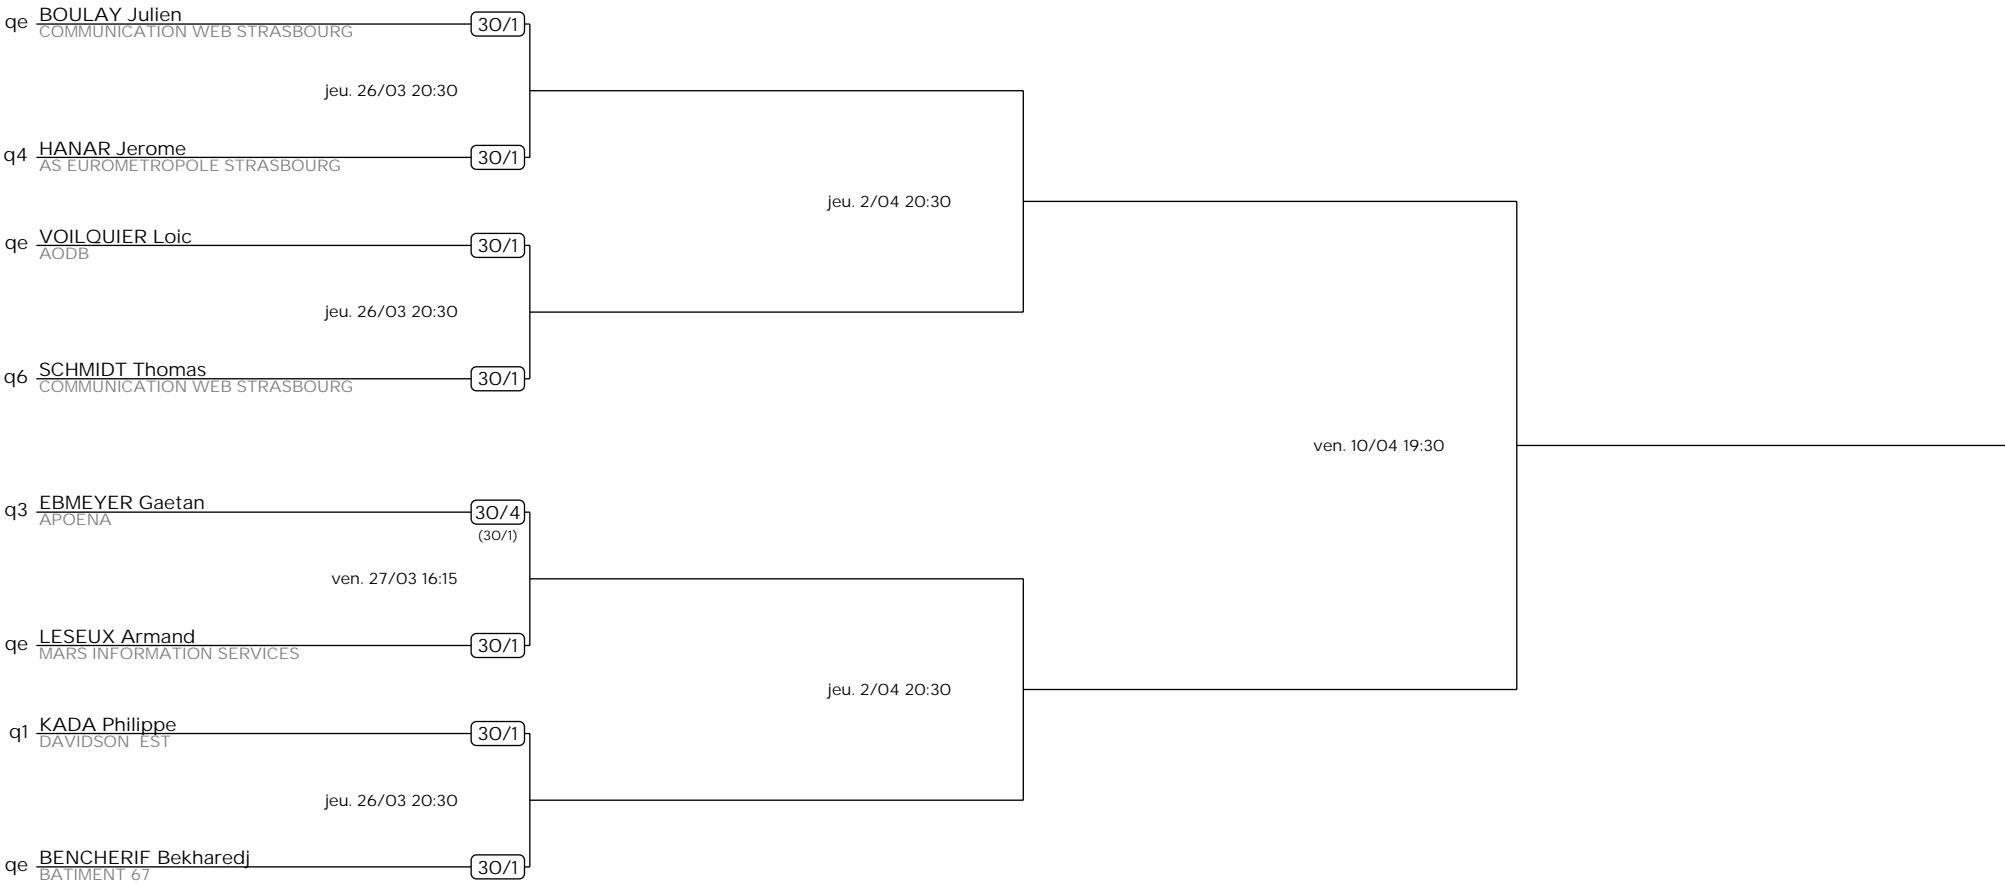 qe BOULAY Julien 30/1
COMMUNICATION WEB STRASBOURG
jeu. 26/03 20:30
q4 HANAR Jerome 30/1
AS EUROMETROPOLE STRASBOURG
jeu. 2/04 20:30
qe VOILQUIER Loic 30/1
AODB
jeu. 26/03 20:30
q6 SCHMIDT Thomas 30/1
COMMUNICATION WEB STRASBOURG
ven. 10/04 19:30
q3 EBMEYER Gaetan 30/4
APOENA
(30/1)
ven. 27/03 16:15
qe LESEUX Armand 30/1
MARS INFORMATION SERVICES
jeu. 2/04 20:30
q1 KADA Philippe 30/1
DAVIDSON EST
jeu. 26/03 20:30
qe BENCHERIF Bekharedj 30/1
BATIMENT 67